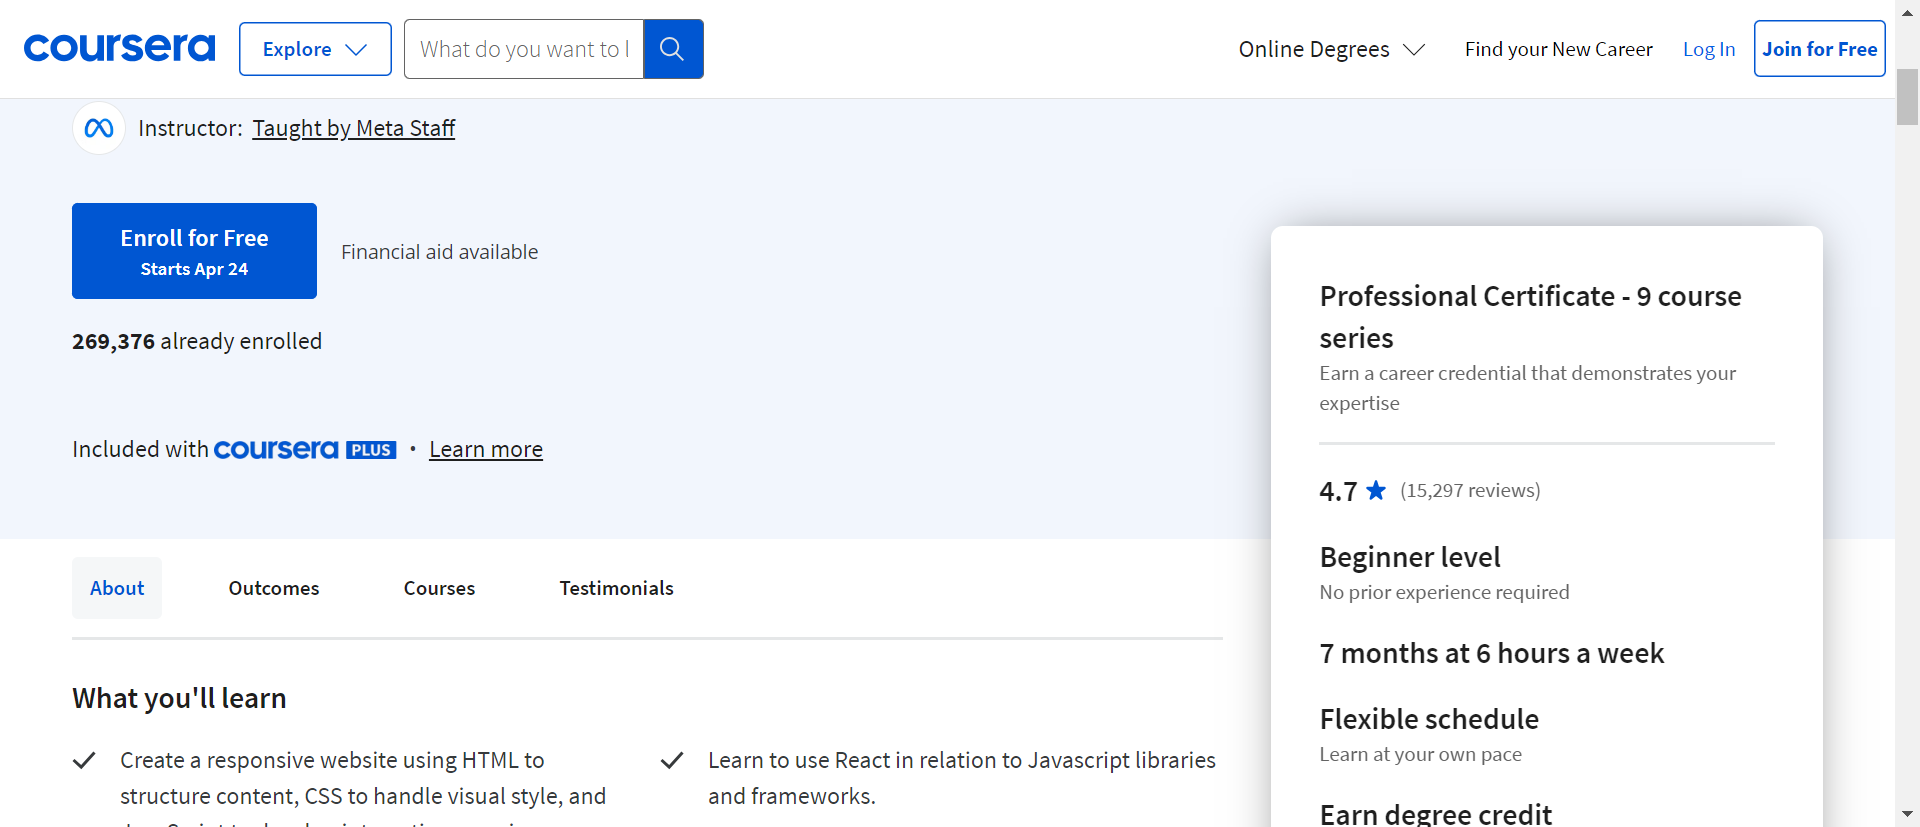 coursera
Explore
What do you want to l
Online Degrees
Find your New Career
Log In
Join for Free
Instructor: Taught by Meta Staff
Enroll for Free
Starts Apr 24
Financial aid available
269,376 already enrolled
Included with coursera PLUS • Learn more
Professional Certificate - 9 course
series
Earn a career credential that demonstrates your
expertise
4.7 ★ (15,297 reviews)
Beginner level
No prior experience required
7 months at 6 hours a week
Flexible schedule
Learn at your own pace
Earn degree credit
About
Outcomes
Courses
Testimonials
What you'll learn
Create a responsive website using HTML to
structure content, CSS to handle visual style, and
Learn to use React in relation to Javascript libraries
and frameworks.